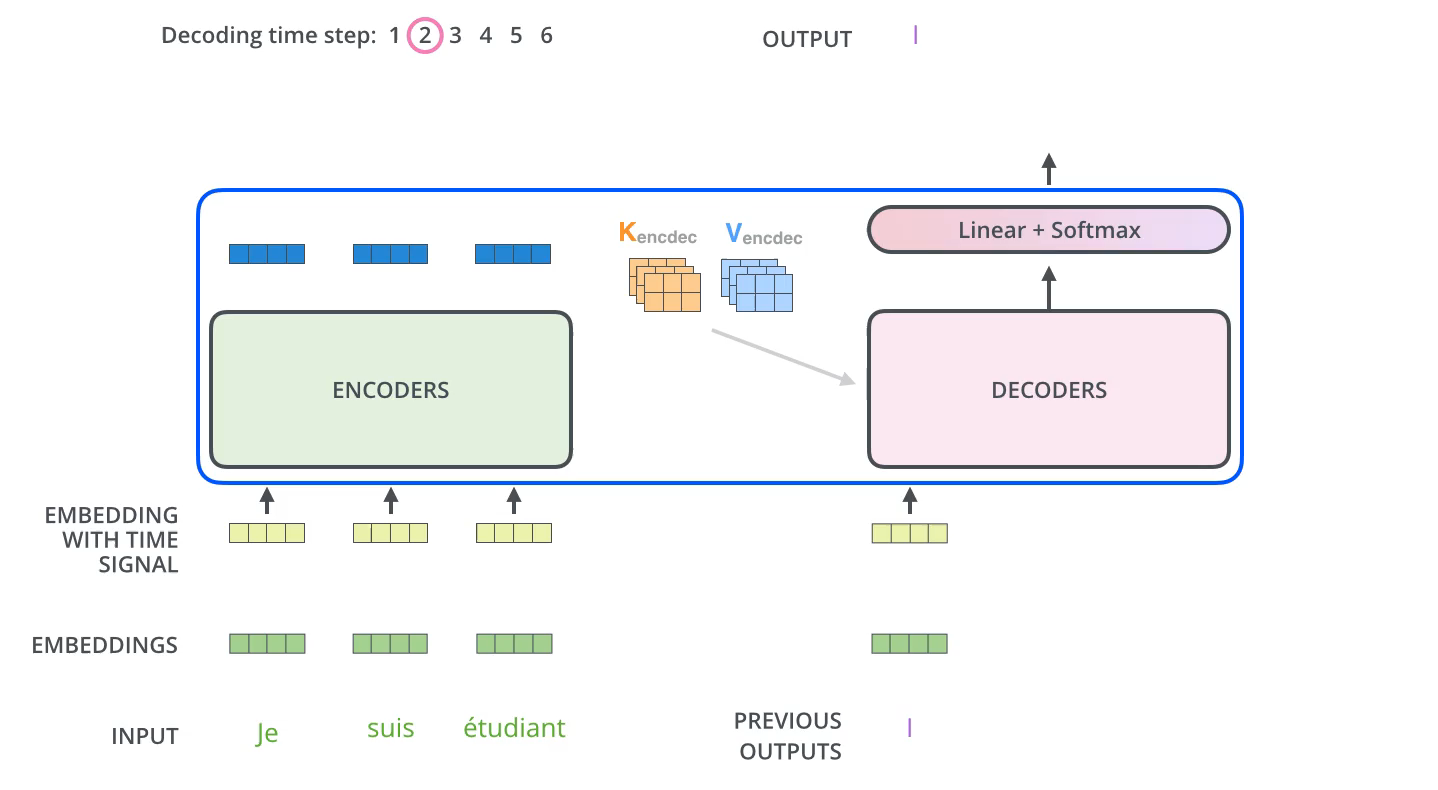 Decoding time step: 1 2 3 4 5 6
OUTPUT I
Linear + Softmax
Kencdec Vencdec
ENCODERS
DECODERS
EMBEDDING
WITH TIME
SIGNAL
EMBEDDINGS
INPUT Je suis étudiant
PREVIOUS
OUTPUTS
I